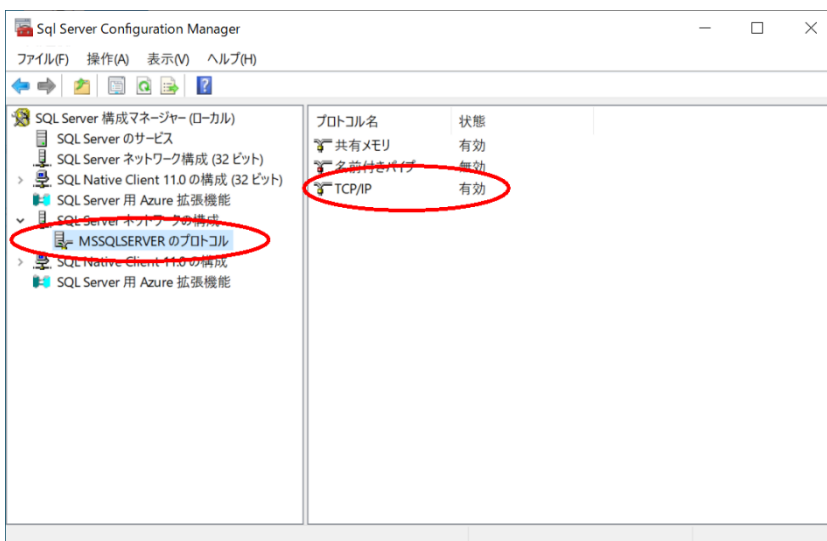 Sql Server Configuration Manager
ファイル(F) 操作(A) 表示(V) ヘルプ(H)
SQL Server 構成マネージャー (ローカル)
SQL Server のサービス
SQL Server ネットワーク構成 (32 ビット)
SQL Native Client 11.0 の構成 (32 ビット)
SQL Server 用 Azure 拡張機能
SQL Server ネットワークの構成
MSSQLSERVER のプロトコル
SQL Native Client 11.0 の構成
SQL Server 用 Azure 拡張機能
プロトコル名 状態
共有メモリ 有効
名前付きパイプ 無効
TCP/IP 有効